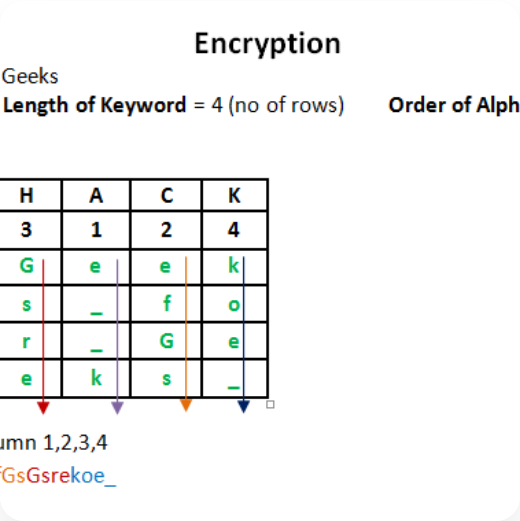 Encryption
Geeks
Length of Keyword = 4 (no of rows) Order of Alph
H A C K
3 1 2 4
G e e k
s _ f o
r _ G e
e k s _
umn 1,2,3,4
fGsGsrekoe_